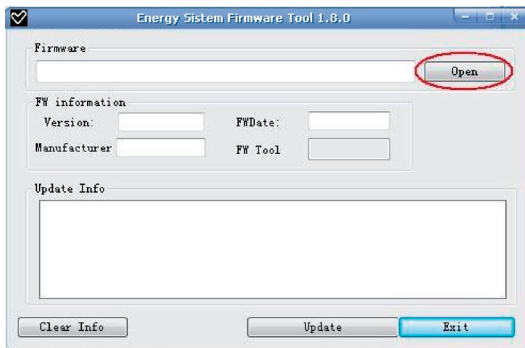 Energy Sistem Firmware Tool 1.8.0
Firmware
Open
FW information
Version:
FWDate:
Manufacturer
FW Tool
Update Info
Clear Info
Update
Exit